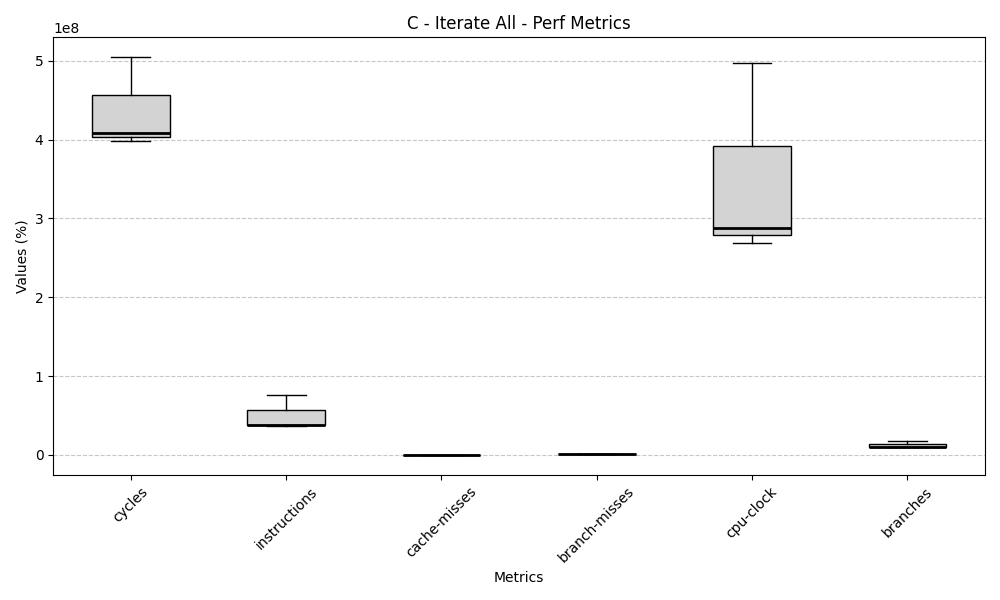 C - Iterate All - Perf Metrics
1e8
5
4
3
2
1
0
Values (%)
cycles
instructions
cache-misses
branch-misses
cpu-clock
branches
Metrics